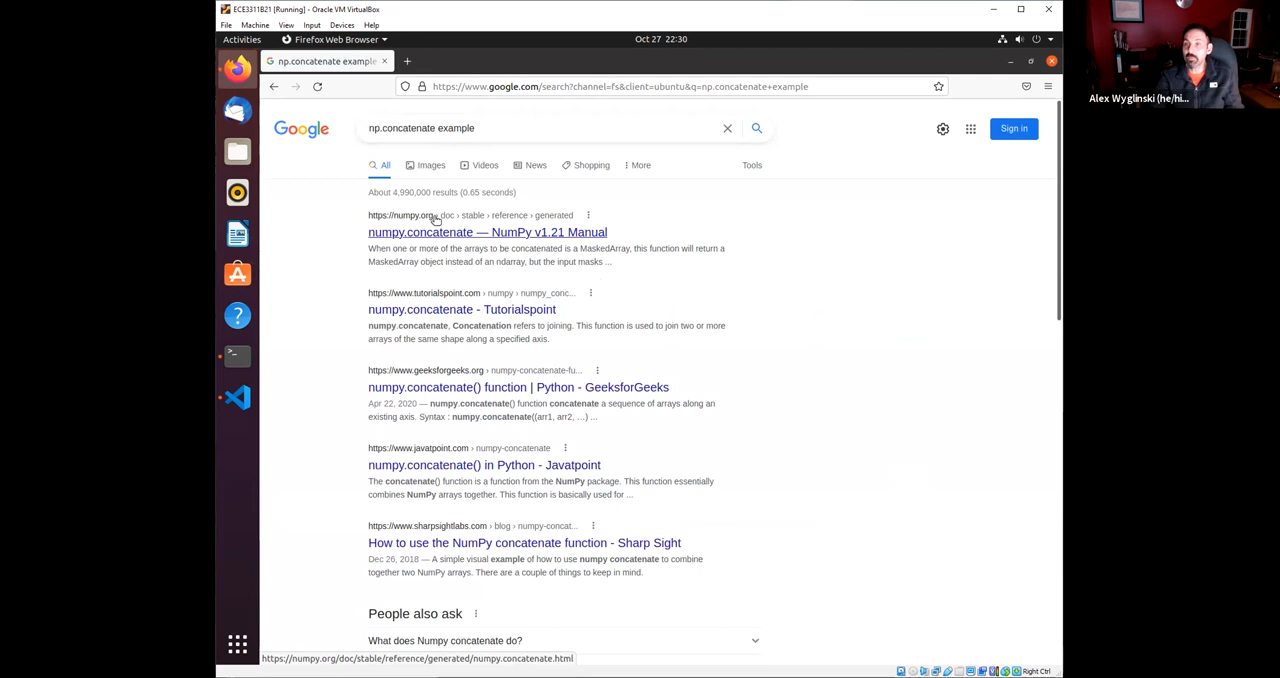 ECE3311B21 [Running] - Oracle VM VirtualBox
File Machine View Input Devices Help
Activities Firefox Web Browser Oct 27 22:30
np.concatenate example
https://www.google.com/search?channel=fs&client=ubuntu&q=np.concatenate+example
Alex Wyglinski (he/hi...
Google
np.concatenate example
Sign in
All Images Videos News Shopping More Tools
About 4,990,000 results (0.65 seconds)
https://numpy.org › doc › stable › reference › generated
numpy.concatenate — NumPy v1.21 Manual
When one or more of the arrays to be concatenated is a MaskedArray, this function will return a
MaskedArray object instead of an ndarray, but the input masks ...
https://www.tutorialspoint.com › numpy › numpy_conc...
numpy.concatenate - Tutorialspoint
numpy.concatenate, Concatenation refers to joining. This function is used to join two or more
arrays of the same shape along a specified axis.
https://www.geeksforgeeks.org › numpy-concatenate-fu...
numpy.concatenate() function | Python - GeeksforGeeks
Apr 22, 2020 — numpy.concatenate() function concatenate a sequence of arrays along an
existing axis. Syntax : numpy.concatenate((arr1, arr2, …) ...
https://www.javatpoint.com › numpy-concatenate
numpy.concatenate() in Python - Javatpoint
The concatenate() function is a function from the NumPy package. This function essentially
combines NumPy arrays together. This function is basically used for ...
https://www.sharpsightlabs.com › blog › numpy-concat...
How to use the NumPy concatenate function - Sharp Sight
Dec 26, 2018 — A simple visual example of how to use numpy concatenate to combine
together two NumPy arrays. There are a couple of things to keep in mind.
People also ask
What does Numpy concatenate do?
https://numpy.org/doc/stable/reference/generated/numpy.concatenate.html
Right Ctrl